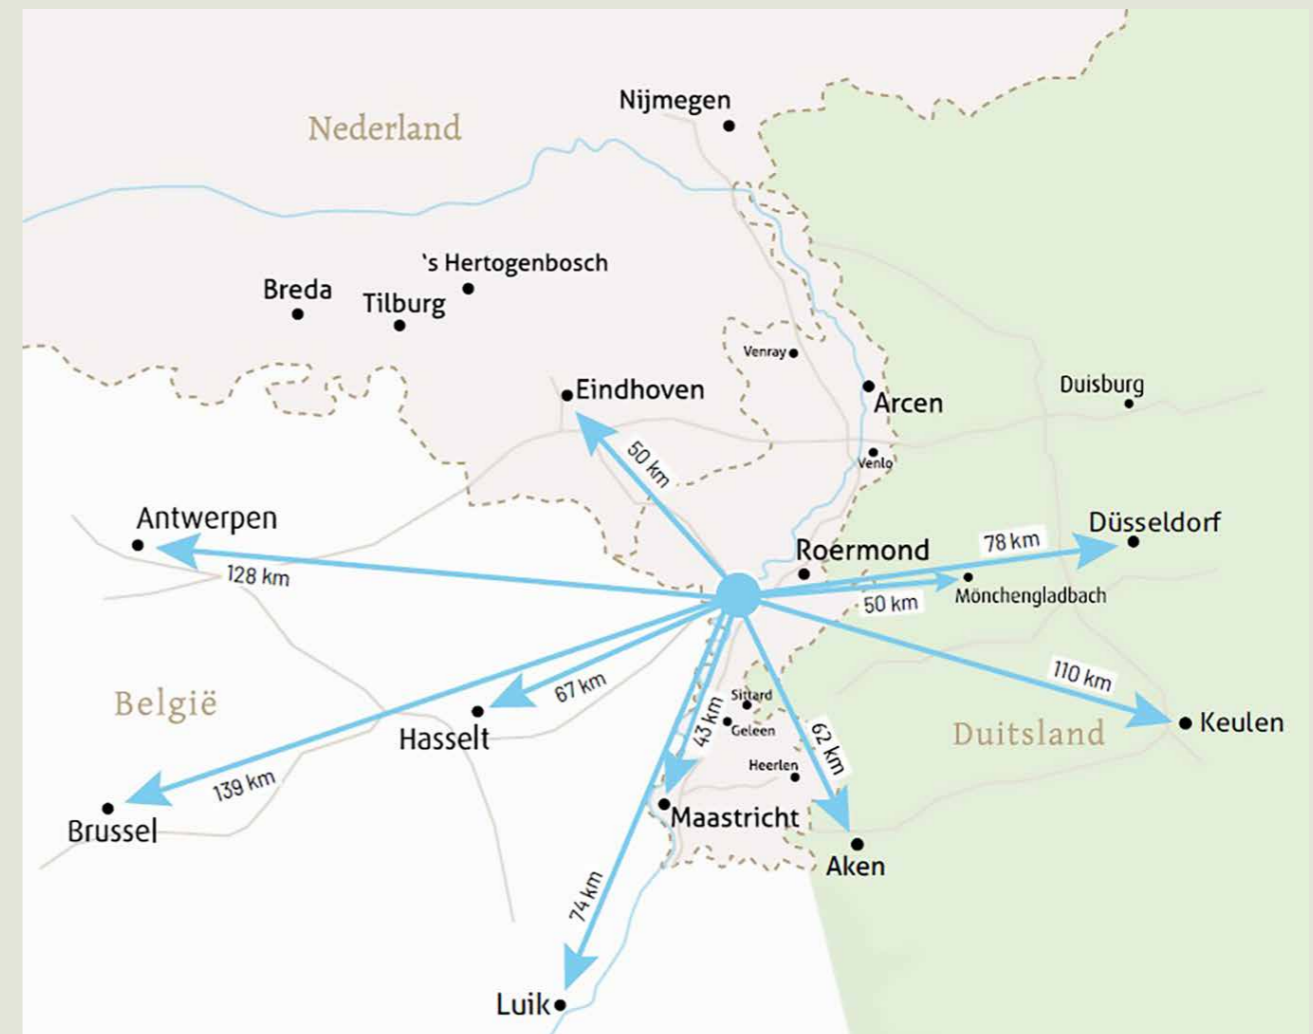 Nijmegen
Nederland
‘s Hertogenbosch
Breda
Tilburg
Venray
Eindhoven
Duisburg
Arcen
50 km
Venlo
Antwerpen
Düsseldorf
78 km
Roermond
128 km
Mönchengladbach
50 km
110 km
67 km
Sittard
België
43 km
Keulen
Geleen
Duitsland
Hasselt
62 km
Heerlen
139 km
Maastricht
Brussel
Aken
74 km
Luik